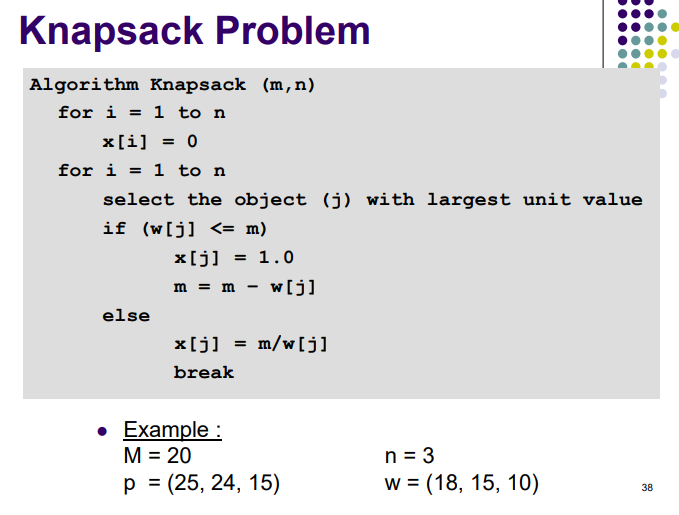 Knapsack Problem
Algorithm Knapsack (m,n)
for i = 1 to n
x[i] = 0
for i = 1 to n
select the object (j) with largest unit value
if (w[j] <= m)
x[j] = 1.0
m = m – w[j]
else
x[j] = m/w[j]
break
• Example :
M = 20 n = 3
p = (25, 24, 15) w = (18, 15, 10)
38